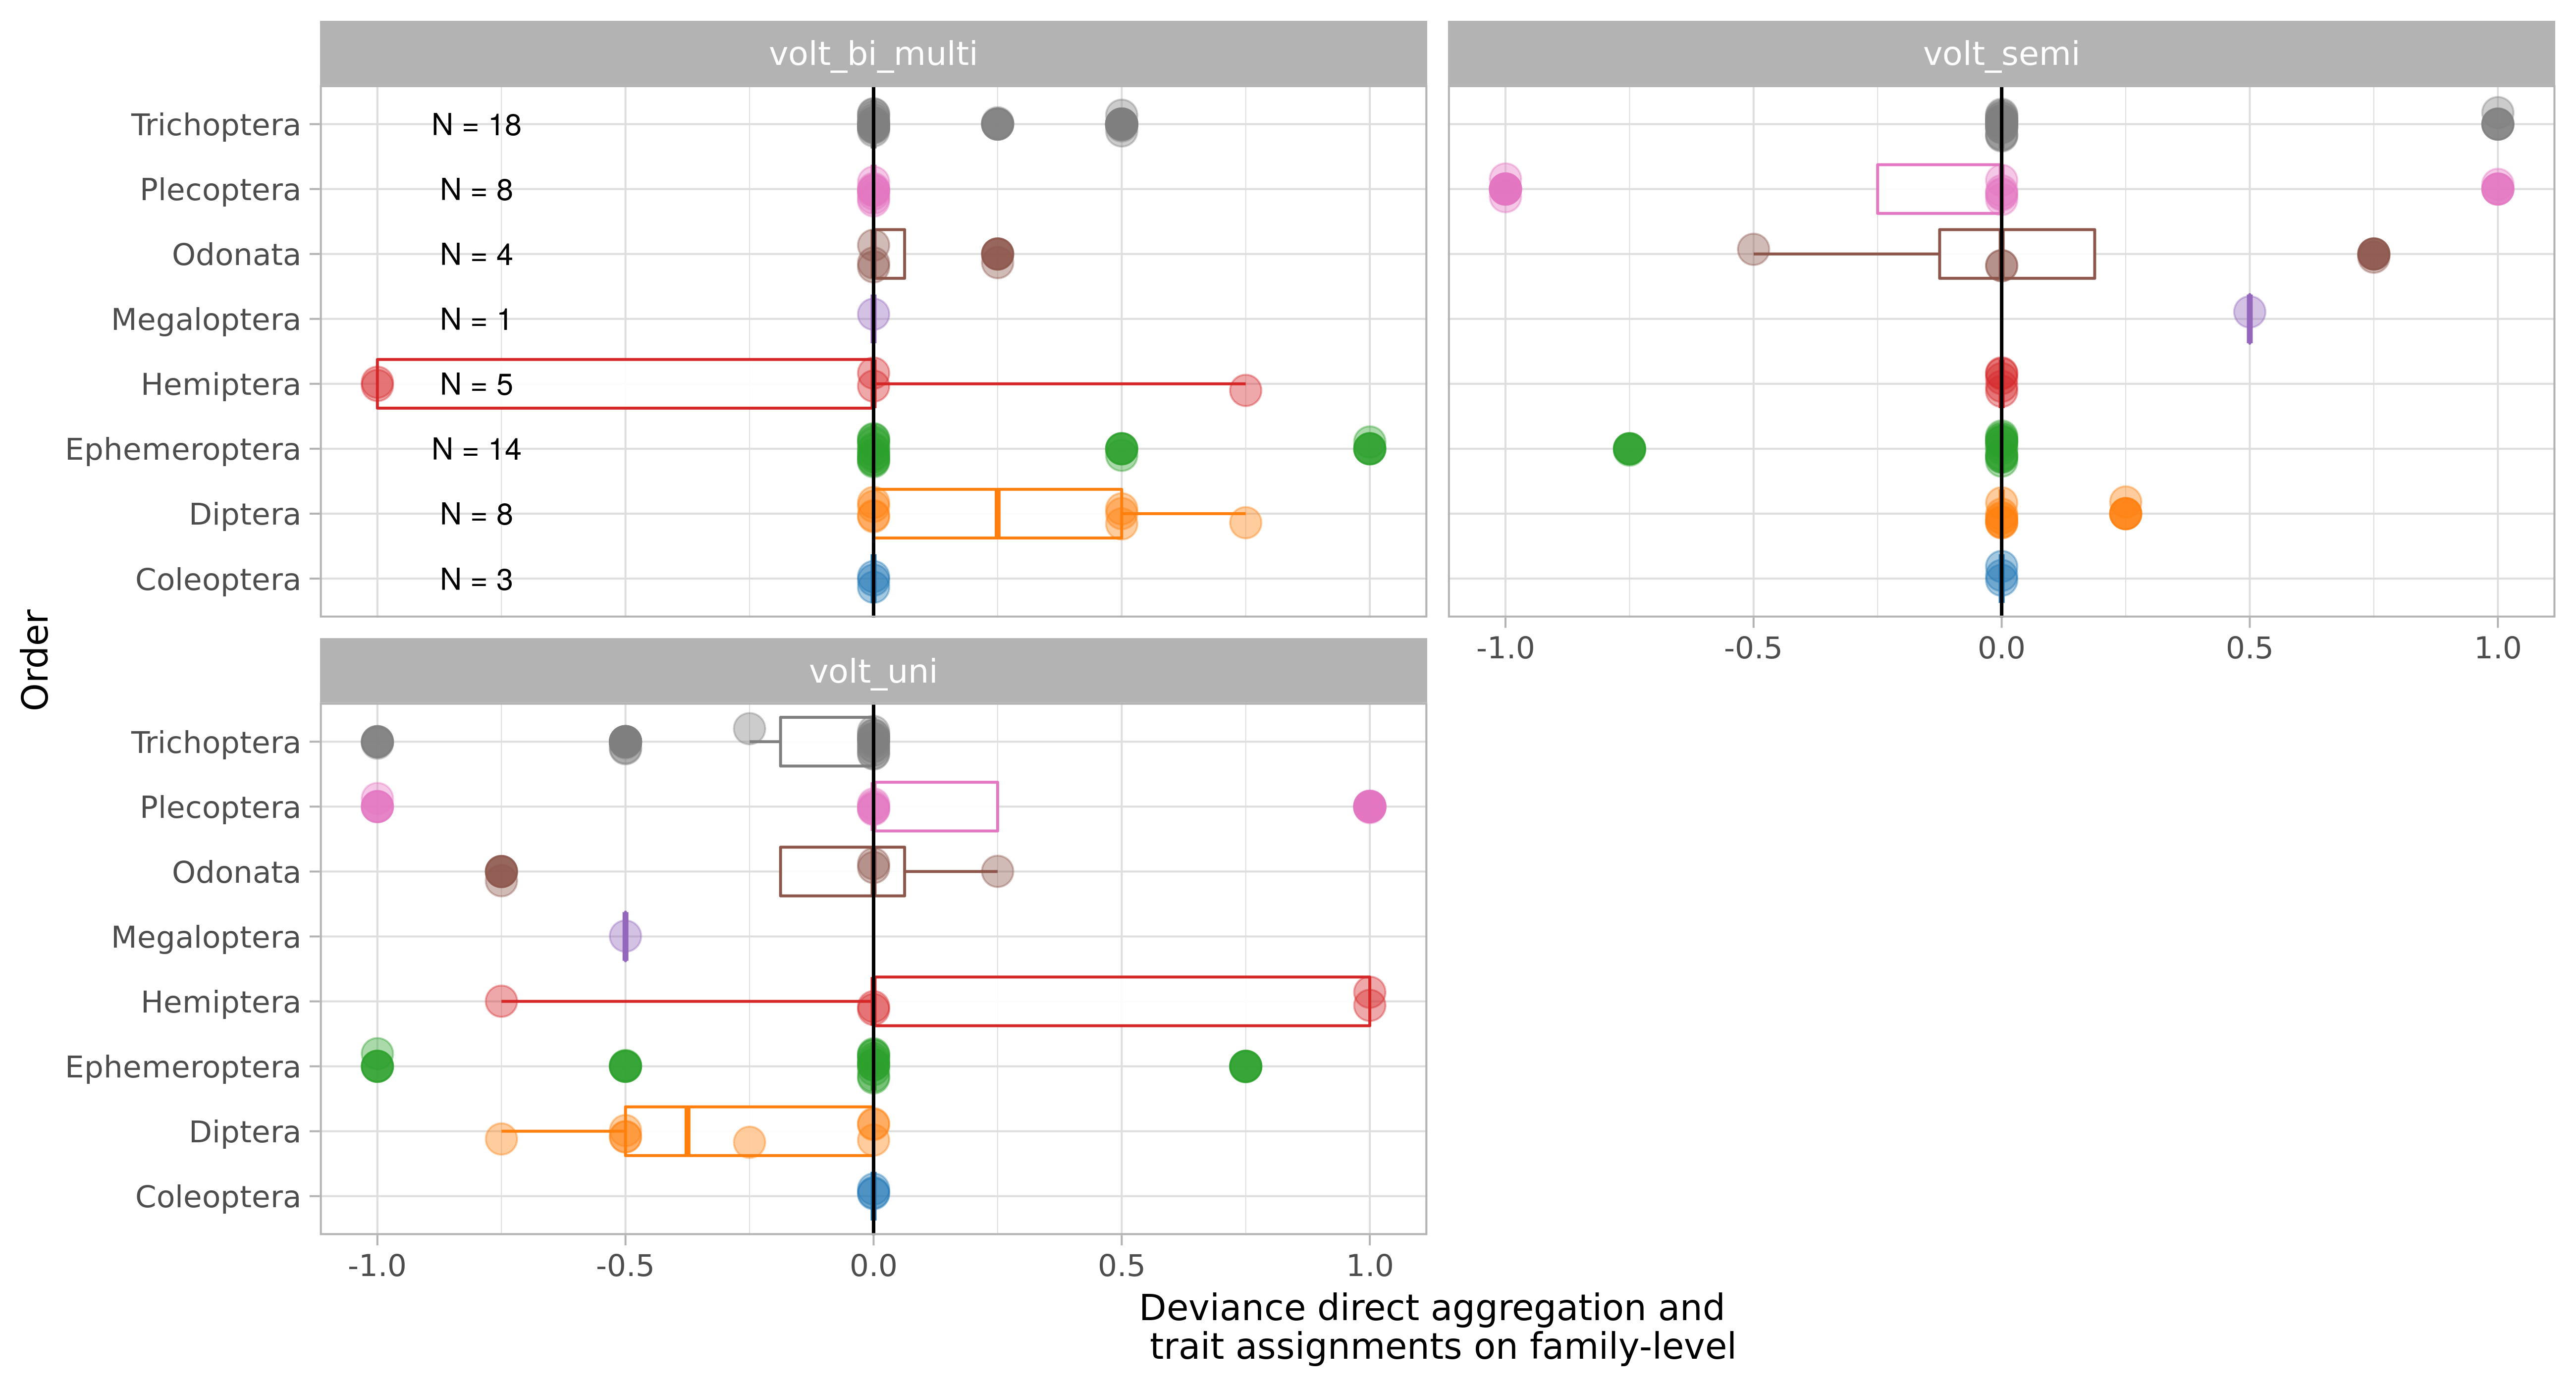 volt_bi_multi
volt_semi
Trichoptera
N = 18
Plecoptera
N = 8
Odonata
N = 4
Megaloptera
N = 1
Hemiptera
N = 5
Ephemeroptera
N = 14
Diptera
N = 8
Coleoptera
N = 3
-1.0 -0.5 0.0 0.5 1.0
Order
volt_uni
Trichoptera
Plecoptera
Odonata
Megaloptera
Hemiptera
Ephemeroptera
Diptera
Coleoptera
-1.0 -0.5 0.0 0.5 1.0
Deviance direct aggregation and
trait assignments on family-level